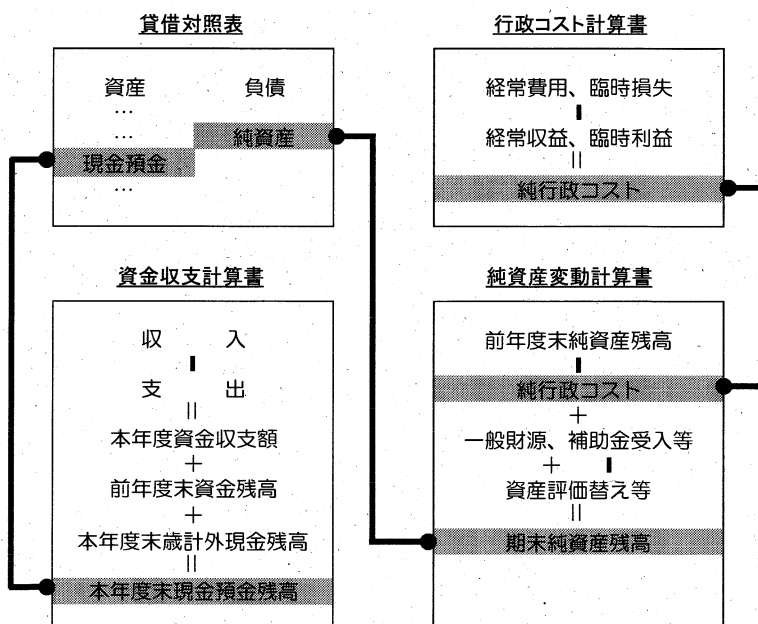 貸借対照表
資産 負債
…
… 純資産
現金預金
…
行政コスト計算書
経常費用、臨時損失
ー
経常収益、臨時利益
||
純行政コスト
資金収支計算書
収 入
ー
支 出
||
本年度資金収支額
+
前年度末資金残高
+
本年度末歳計外現金残高
||
本年度末現金預金残高
純資産変動計算書
前年度末純資産残高
ー
純行政コスト
+
一般財源、補助金受入等
+ ー
資産評価替え等
||
期末純資産残高